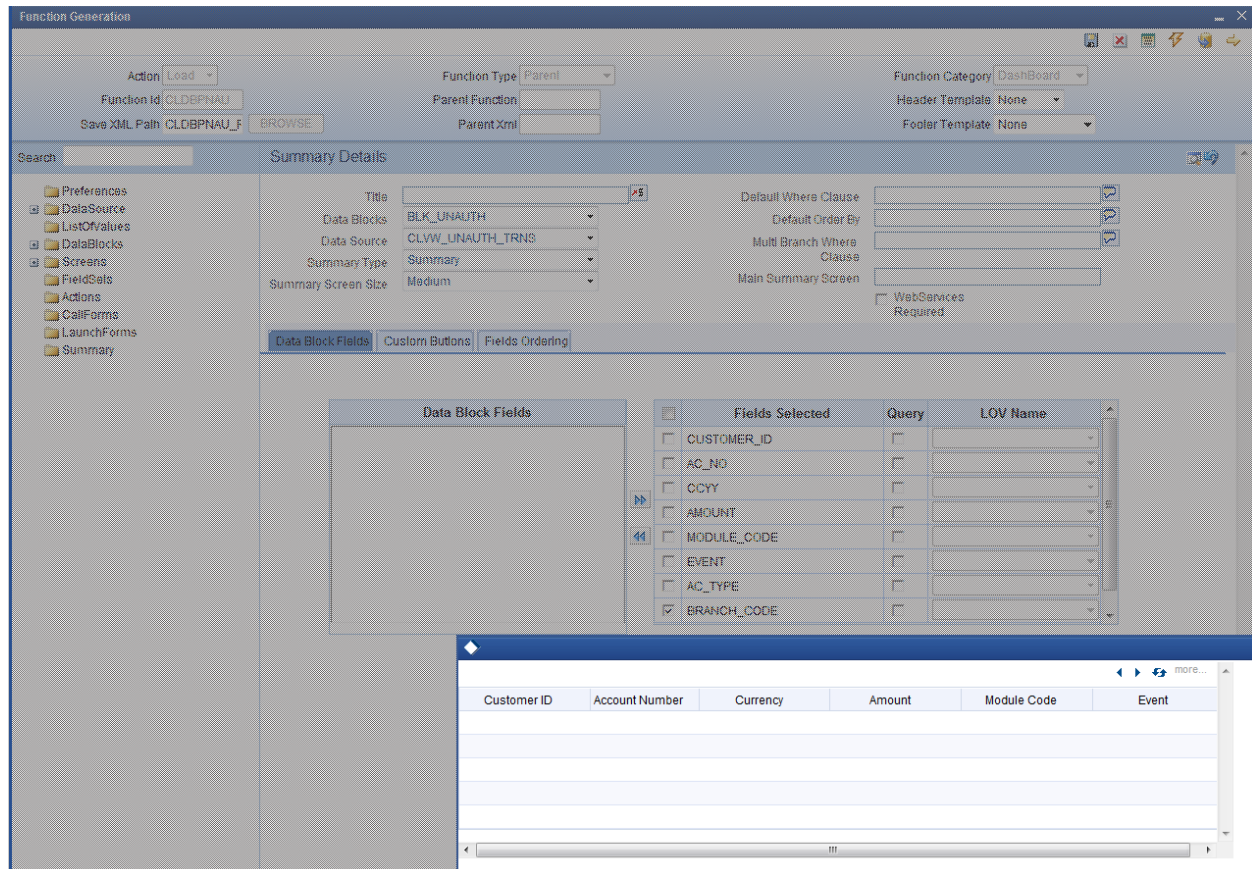 Function Generation
Action Load Function Type Parent Function Category DashBoard
Function Id CLDBPNAU Parent Function Header Template None
Save XML Path CLDBPNAU_F BROWSE Parent Xml Footer Template None
Search Summary Details
Preferences
DataSource
ListOfValues
DataBlocks
Screens
FieldSets
Actions
CallForms
LaunchForms
Summary
Title Default Where Clause
Data Blocks BLK_UNAUTH Default Order By
Data Source CLVW_UNAUTH_TRNS Multi Branch Where
Clause
Summary Type Summary
Summary Screen Size Medium Main Summary Screen
WebServices
Required
Data Block Fields Custom Buttons Fields Ordering
Data Block Fields Fields Selected Query LOV Name
CUSTOMER_ID
AC_NO
CCYY
AMOUNT
MODULE_CODE
EVENT
AC_TYPE
BRANCH_CODE
more...
Customer ID Account Number Currency Amount Module Code Event